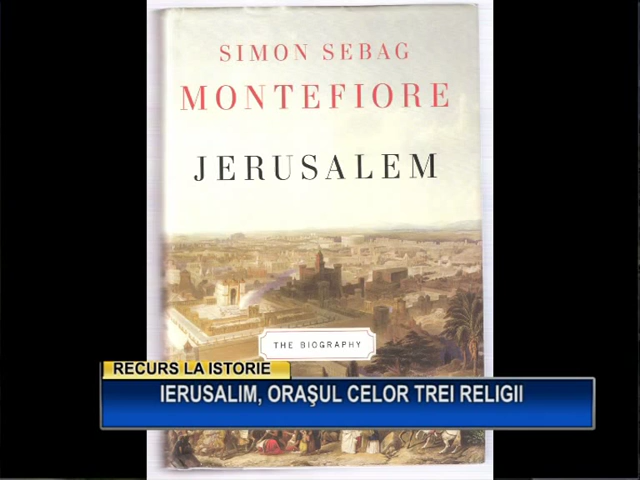 SIMON SEBAG
MONTEFIORE
JERUSALEM
THE BIOGRAPHY
RECURS LA ISTORIE
IERUSALIM, ORAŞUL CELOR TREI RELIGII